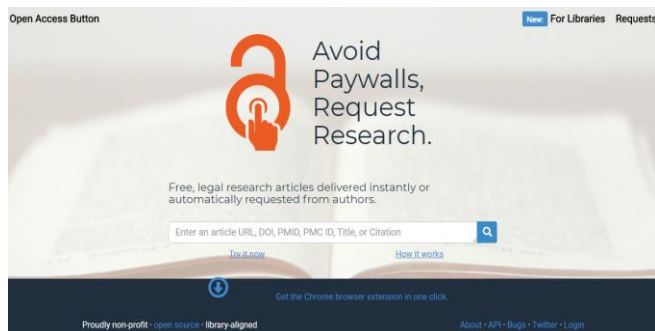 Open Access Button
New: For Libraries Requests
Avoid
Paywalls,
Request
Research.
Free, legal research articles delivered instantly or
automatically requested from authors.
Enter an article URL, DOI, PMID, PMC ID, Title, or Citation
Try it now How it works
Get the Chrome browser extension in one click.
Proudly non-profit • open source • library-aligned About • API • Bugs • Twitter • Login